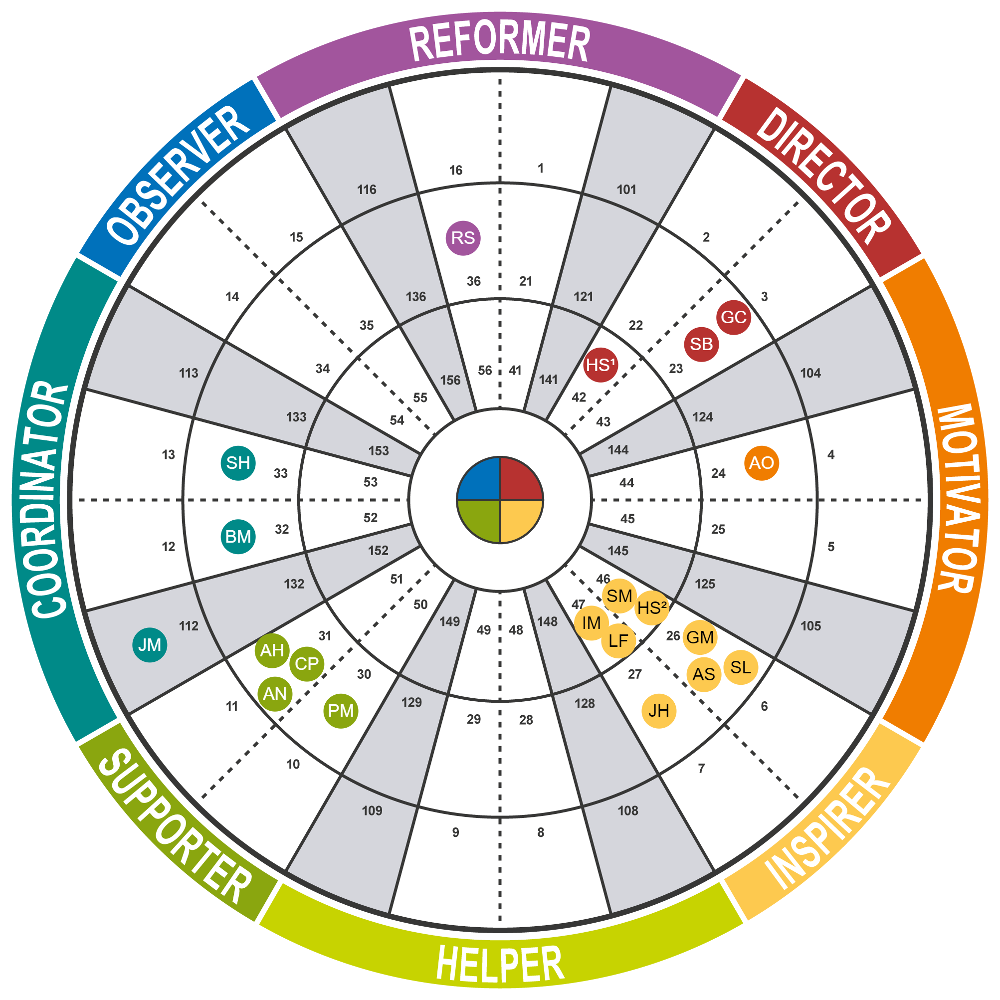 REFORMER
DIRECTOR
MOTIVATOR
INSPIRER
HELPER
SUPPORTER
COORDINATOR
OBSERVER
16
1
116
101
15
2
RS
36
21
14
136
121
3
35
22
GC
SB
113
34
156
56
41
141
HS¹
23
104
55
42
133
54
43
124
153
144
13
SH
33
53
44
24
AO
4
12
BM
32
52
45
25
5
152
145
132
51
46
125
50
47
SM
HS²
112
JM
31
149
49
48
148
IM
LF
26
GM
105
AH
CP
30
27
AS
SL
AN
11
PM
129
29
28
128
JH
6
10
7
109
108
9
8